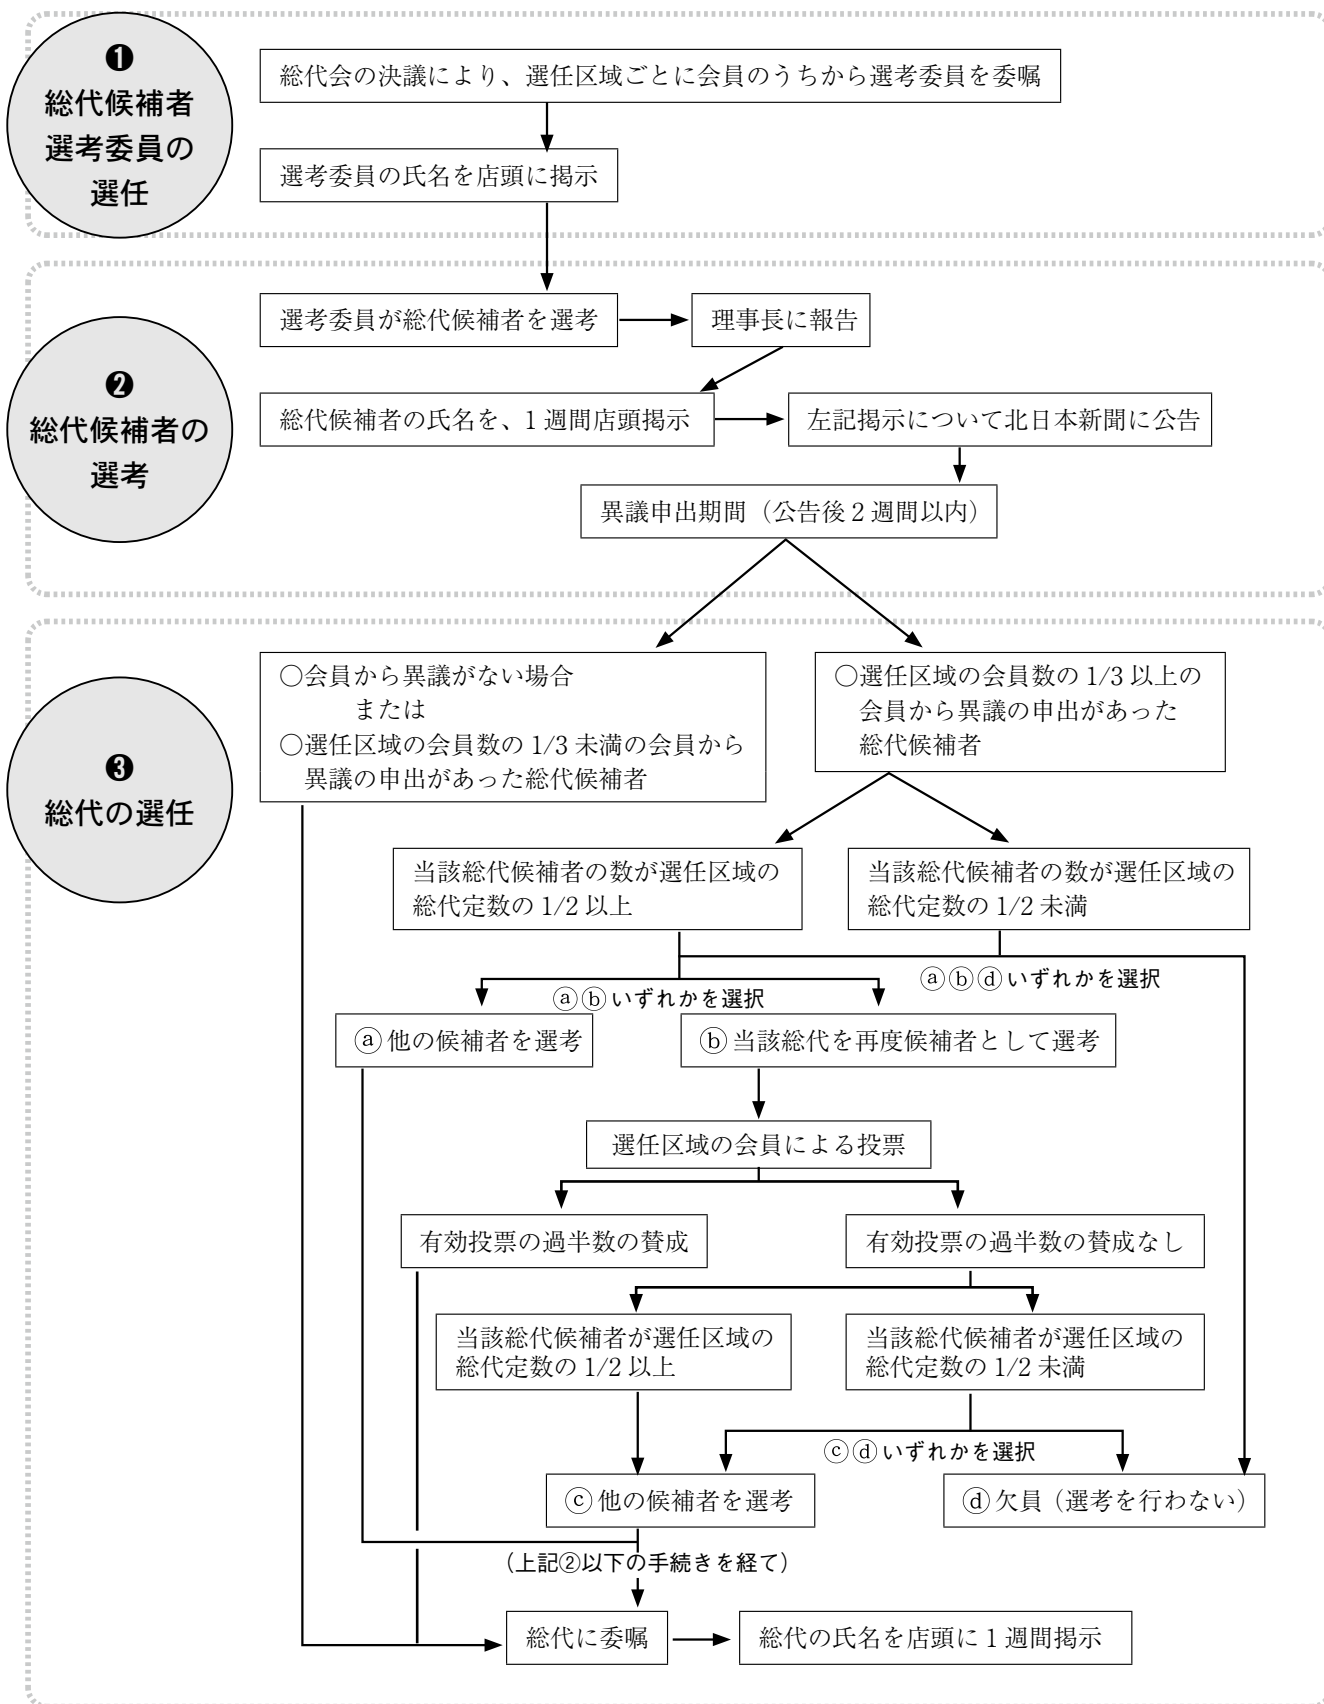 ❶
総代候補者
選考委員の
選任
総代会の決議により、選任区域ごとに会員のうちから選考委員を委嘱
選考委員の氏名を店頭に掲示
❷
総代候補者の
選考
選考委員が総代候補者を選考
理事長に報告
総代候補者の氏名を、1週間店頭掲示
左記掲示について北日本新聞に公告
異議申出期間（公告後2週間以内）
❸
総代の選任
○会員から異議がない場合
または
○選任区域の会員数の1/3未満の会員から
異議の申出があった総代候補者
○選任区域の会員数の1/3以上の
会員から異議の申出があった
総代候補者
当該総代候補者の数が選任区域の
総代定数の1/2以上
当該総代候補者の数が選任区域の
総代定数の1/2未満
ⓐⓑいずれかを選択
ⓐⓑⓓいずれかを選択
ⓐ他の候補者を選考
ⓑ当該総代を再度候補者として選考
選任区域の会員による投票
有効投票の過半数の賛成
有効投票の過半数の賛成なし
当該総代候補者が選任区域の
総代定数の1/2以上
当該総代候補者が選任区域の
総代定数の1/2未満
ⓒⓓいずれかを選択
ⓒ他の候補者を選考
ⓓ欠員（選考を行わない）
（上記②以下の手続きを経て）
総代に委嘱
総代の氏名を店頭に1週間掲示